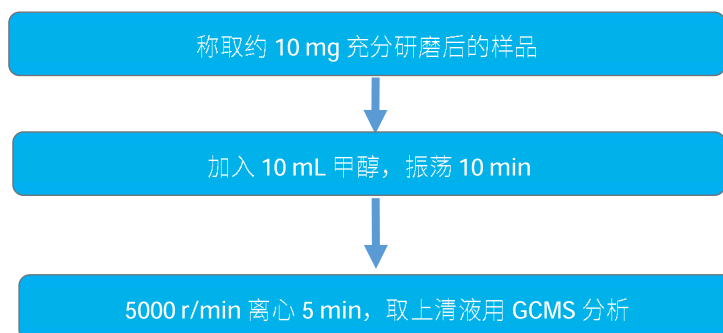 称取约 10 mg 充分研磨后的样品
加入 10 mL 甲醇，振荡 10 min
5000 r/min 离心 5 min，取上清液用 GCMS 分析